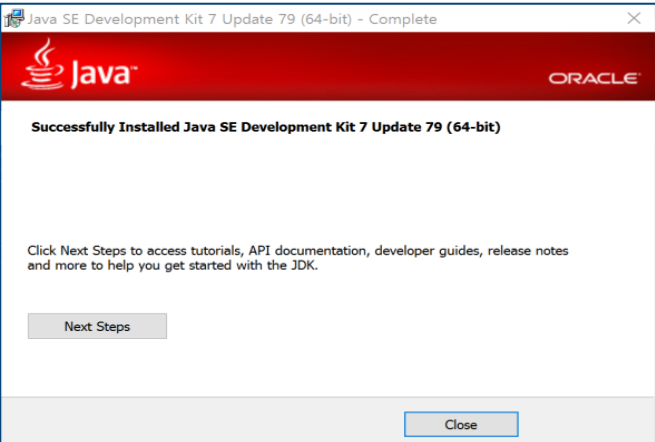 Java SE Development Kit 7 Update 79 (64-bit) - Complete
Java™
ORACLE
Successfully Installed Java SE Development Kit 7 Update 79 (64-bit)
Click Next Steps to access tutorials, API documentation, developer guides, release notes
and more to help you get started with the JDK.
Next Steps
Close